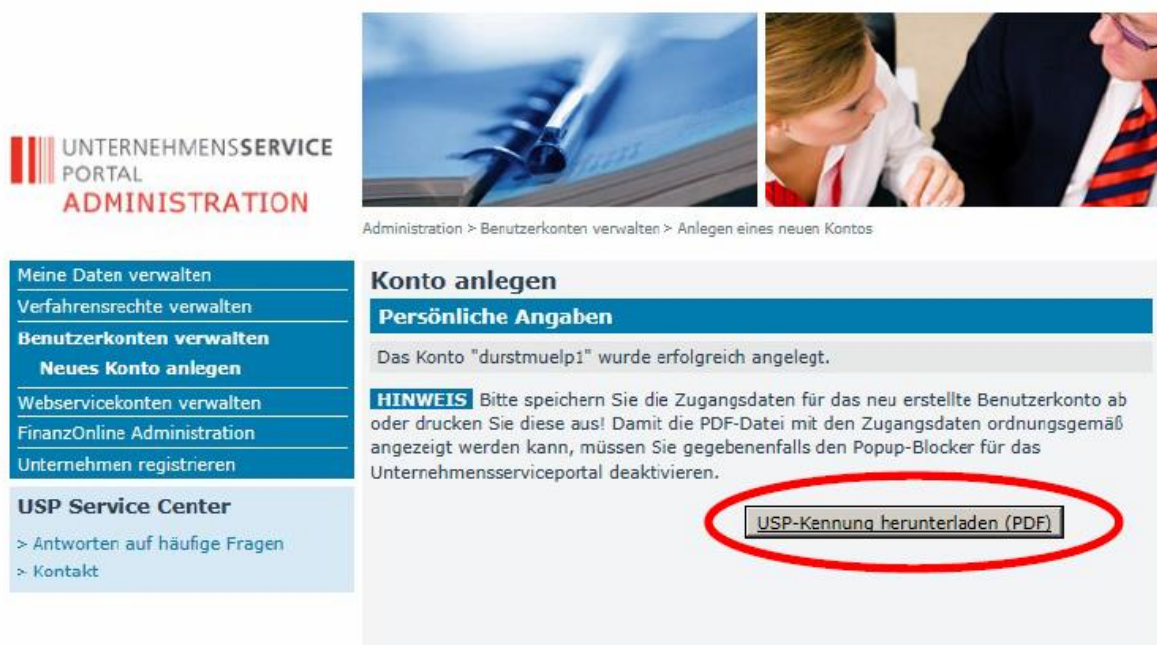 UNTERNEHMENSSERVICE
PORTAL
ADMINISTRATION
Administration > Benutzerkonten verwalten > Anlegen eines neuen Kontos
Meine Daten verwalten
Verfahrensrechte verwalten
Benutzerkonten verwalten
Neues Konto anlegen
Webservicekonten verwalten
FinanzOnline Administration
Unternehmen registrieren
USP Service Center
> Antworten auf häufige Fragen
> Kontakt
Konto anlegen
Persönliche Angaben
Das Konto "durstmuelp1" wurde erfolgreich angelegt.
HINWEIS Bitte speichern Sie die Zugangsdaten für das neu erstellte Benutzerkonto ab
oder drucken Sie diese aus! Damit die PDF-Datei mit den Zugangsdaten ordnungsgemäß
angezeigt werden kann, müssen Sie gegebenenfalls den Popup-Blocker für das
Unternehmensserviceportal deaktivieren.
USP-Kennung herunterladen (PDF)